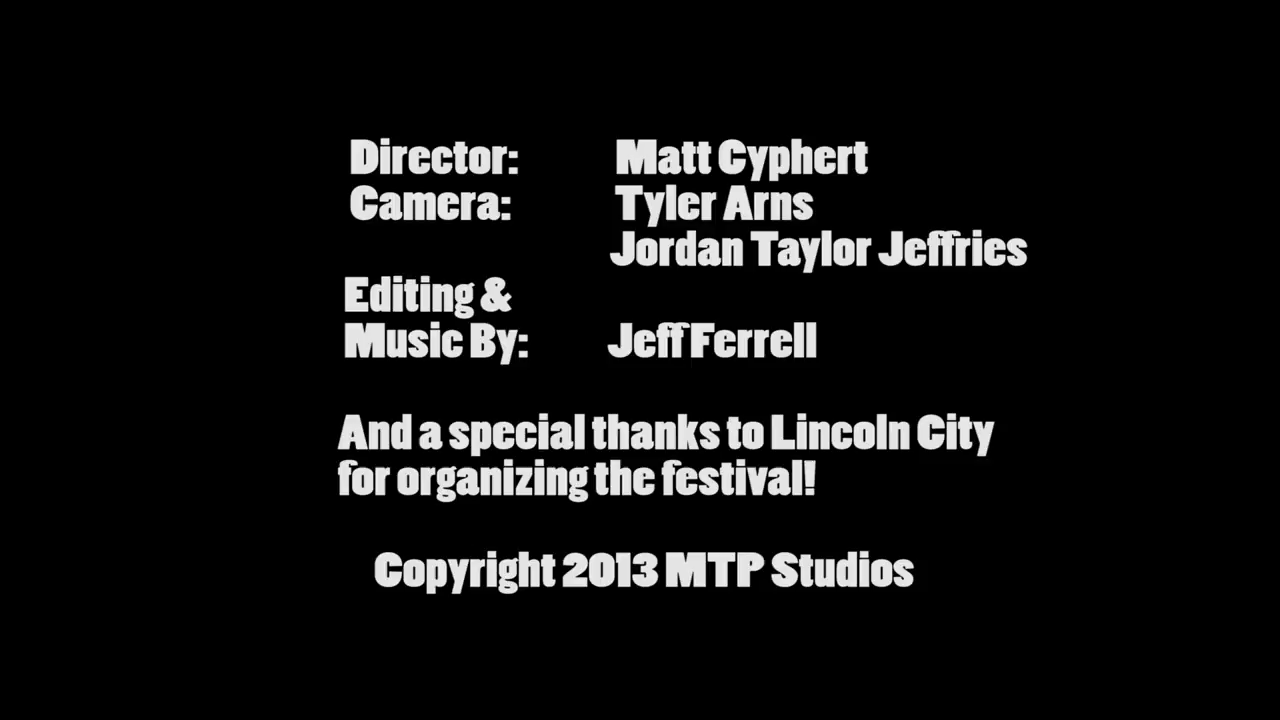 Director: Matt Cyphert
Camera: Tyler Arns
Jordan Taylor Jeffries
Editing &
Music By: Jeff Ferrell
And a special thanks to Lincoln City
for organizing the festival!
Copyright 2013 MTP Studios